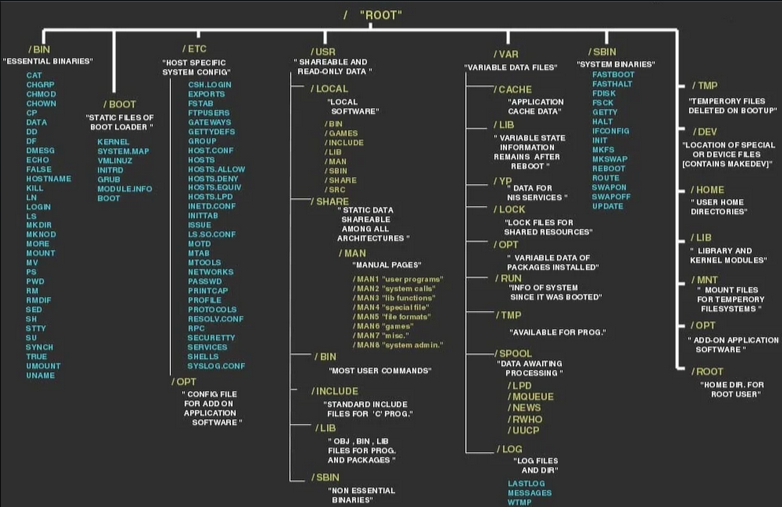 / "ROOT"
/ BIN
"ESSENTIAL BINARIES"
CAT
CHGRP
CHMOD
CHOWN
CP
DATA
DD
DF
DMESG
ECHO
FALSE
HOSTNAME
KILL
LN
LOGIN
LS
MKDIR
MKNOD
MORE
MOUNT
MV
PS
PWD
RM
RMDIF
SED
SH
STTY
SU
SYNCH
TRUE
UMOUNT
UNAME
/ BOOT
"STATIC FILES OF
BOOT LOADER "
KERNEL
SYSTEM.MAP
VMLINUZ
INITRD
GRUB
MODULE.INFO
BOOT
/ ETC
"HOST SPECIFIC
SYSTEM CONFIG"
CSH.LOGIN
EXPORTS
FSTAB
FTPUSERS
GATEWAYS
GETTYDEFS
GROUP
HOST.CONF
HOSTS
HOSTS.ALLOW
HOSTS.DENY
HOSTS.EQUIV
HOSTS.LPD
INETD.CONF
INITTAB
ISSUE
LS.SO.CONF
MOTD
MTAB
MTOOLS
NETWORKS
PASSWD
PRINTCAP
PROFILE
PROTOCOLS
RESOLV.CONF
RPC
SECURETTY
SERVICES
SHELLS
SYSLOG.CONF
/ OPT
" CONFIG FILE
FOR ADD ON
APPLICATION
SOFTWARE "
/ USR
" SHAREABLE AND
READ-ONLY DATA "
/ LOCAL
"LOCAL
SOFTWARE"
/ BIN
/ GAMES
/ INCLUDE
/ LIB
/ MAN
/ SBIN
/ SHARE
/ SRC
/ SHARE
" STATIC DATA
SHAREABLE
AMONG ALL
ARCHITECTURES "
/ MAN
"MANUAL PAGES"
/ MAN1 "user programs"
/ MAN2 "system calls"
/ MAN3 "lib functions"
/ MAN4 "special file"
/ MAN5 "file formats"
/ MAN6 "games"
/ MAN7 "misc."
/ MAN8 "system admin."
/ BIN
"MOST USER COMMANDS"
/ INCLUDE
"STANDARD INCLUDE
FILES FOR 'C' PROG."
/ LIB
" OBJ , BIN , LIB
FILES FOR PROG.
AND PACKAGES "
/ SBIN
"NON ESSENTIAL
BINARIES"
/ VAR
"VARIABLE DATA FILES"
/ CACHE
"APPLICATION
CACHE DATA"
/ LIB
" VARIABLE STATE
INFORMATION
REMAINS AFTER
REBOOT "
/ YP
" DATA FOR
NIS SERVICES "
/ LOCK
"LOCK FILES FOR
SHARED RESOURCES"
/ OPT
" VARIABLE DATA OF
PACKAGES INSTALLED"
/ RUN
"INFO OF SYSTEM
SINCE IT WAS BOOTED"
/ TMP
"AVAILABLE FOR PROG."
/ SPOOL
"DATA AWAITING
PROCESSING "
/ LPD
/ MQUEUE
/ NEWS
/ RWHO
/ UUCP
/ LOG
"LOG FILES
AND DIR"
LASTLOG
MESSAGES
WTMP
/ SBIN
"SYSTEM BINARIES"
FASTBOOT
FASTHALT
FDISK
FSCK
GETTY
HALT
IFCONFIG
INIT
MKFS
MKSWAP
REBOOT
ROUTE
SWAPON
SWAPOFF
UPDATE
/ TMP
"TEMPERORY FILES
DELETED ON BOOTUP"
/ DEV
"LOCATION OF SPECIAL
OR DEVICE FILES
[CONTAINS MAKEDEV]"
/ HOME
" USER HOME
DIRECTORIES"
/ LIB
" LIBRARY AND
KERNEL MODULES"
/ MNT
" MOUNT FILES
FOR TEMPERORY
FILESYSTEMS "
/ OPT
" ADD-ON APPLICATION
SOFTWARE "
/ ROOT
"HOME DIR. FOR
ROOT USER"